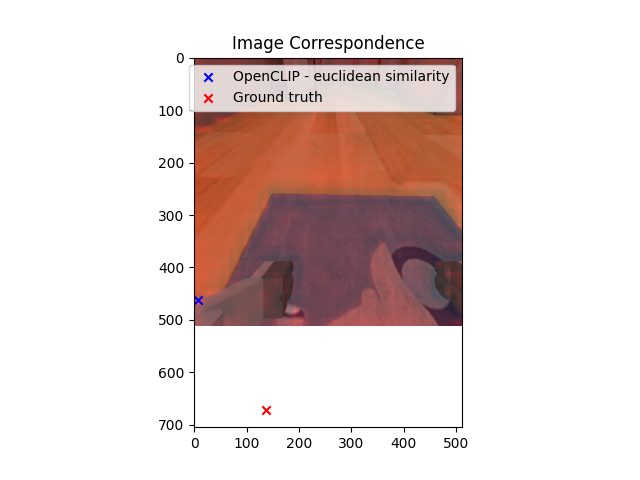 Image Correspondence
OpenCLIP - euclidean similarity
Ground truth
0
100
200
300
400
500
600
700
0 100 200 300 400 500